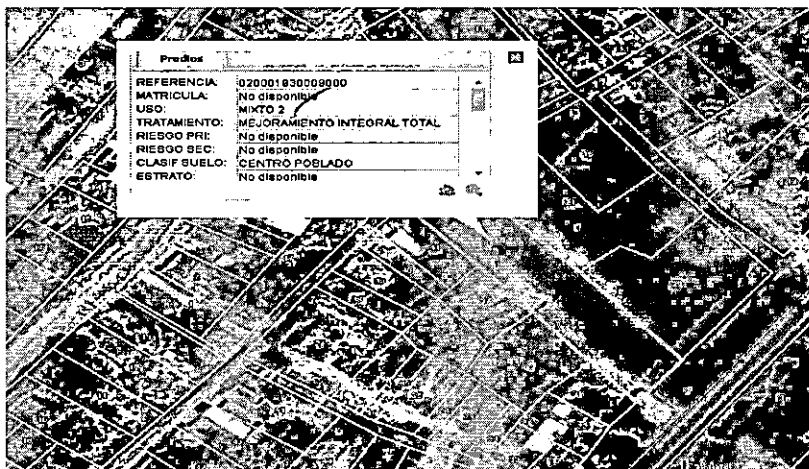 Predios
REFERENCIA: 020001930009000
MATRICULA: No disponible
USO: MIXTO 2
TRATAMIENTO: MEJORAMIENTO INTEGRAL TOTAL
RIESGO PRI: No disponible
RIESGO SEC: No disponible
CLASIF SUELO: CENTRO POBLADO
ESTRATO: No disponible